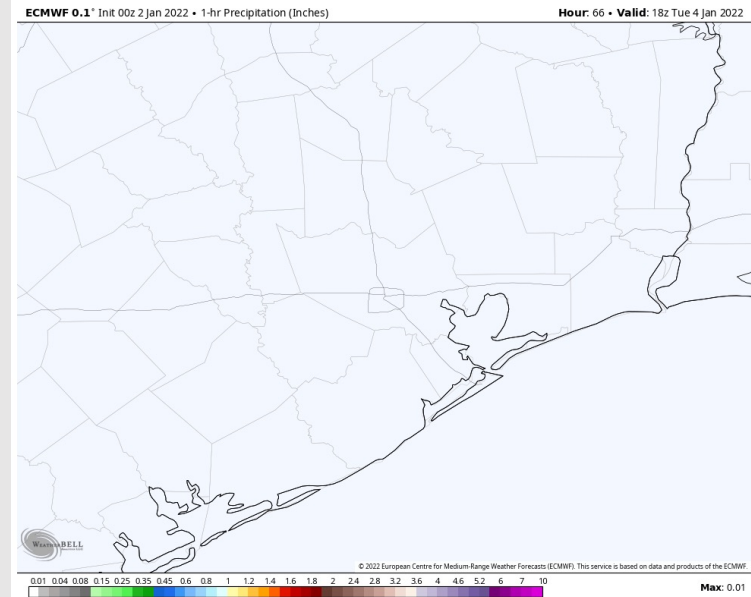 ECMWF 0.1° Init 00z 2 Jan 2022 • 1-hr Precipitation (Inches)
Hour: 66 • Valid: 18z Tue 4 Jan 2022
WEATHERBELL
© 2022 European Centre for Medium-Range Weather Forecasts (ECMWF). This service is based on data and products of the ECMWF.
0.01 0.04 0.08 0.15 0.25 0.35 0.45 0.6 0.8 1 1.2 1.4 1.6 1.8 2 2.4 2.8 3.2 3.6 4 4.6 5.2 6 7 10
Max: 0.01